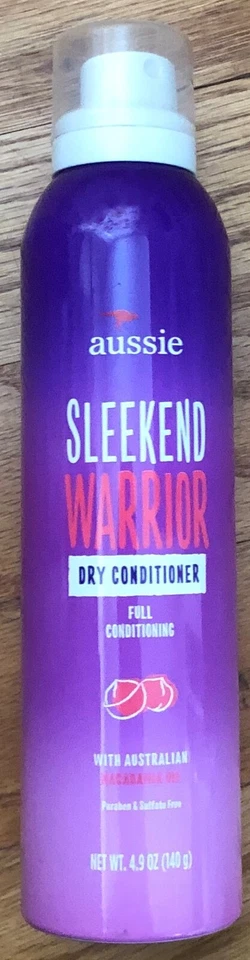 aussie
SLEEKEND
WARRIOR
DRY CONDITIONER
FULL
CONDITIONING
WITH AUSTRALIAN
MACADAMIA OIL
Paraben & Sulfate Free
NET WT. 4.9 OZ (140 g)